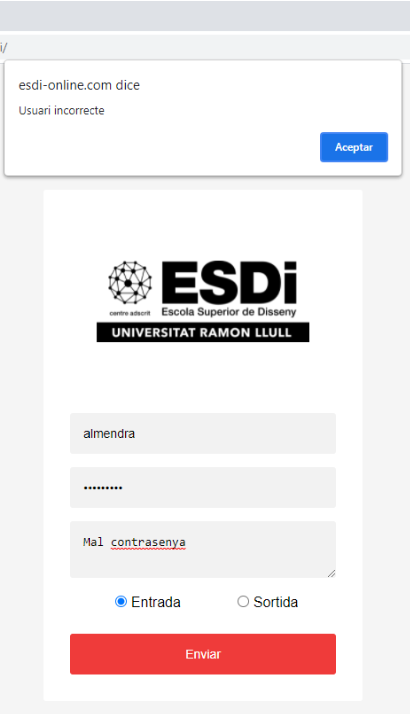 i/
esdi-online.com dice
Usuari incorrecte
Aceptar
ESDi
centre adscrit Escola Superior de Disseny
UNIVERSITAT RAMON LLULL
almendra
•••••••••
Mal contrasenya
Entrada Sortida
Enviar